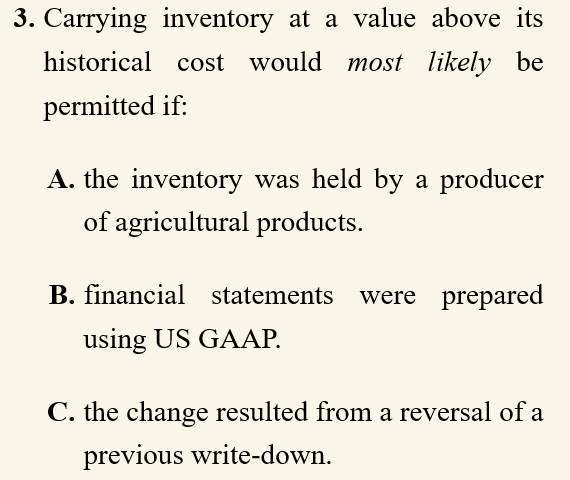 3. Carrying inventory at a value above its
historical cost would most likely be
permitted if:
A. the inventory was held by a producer
of agricultural products.
B. financial statements were prepared
using US GAAP.
C. the change resulted from a reversal of a
previous write-down.